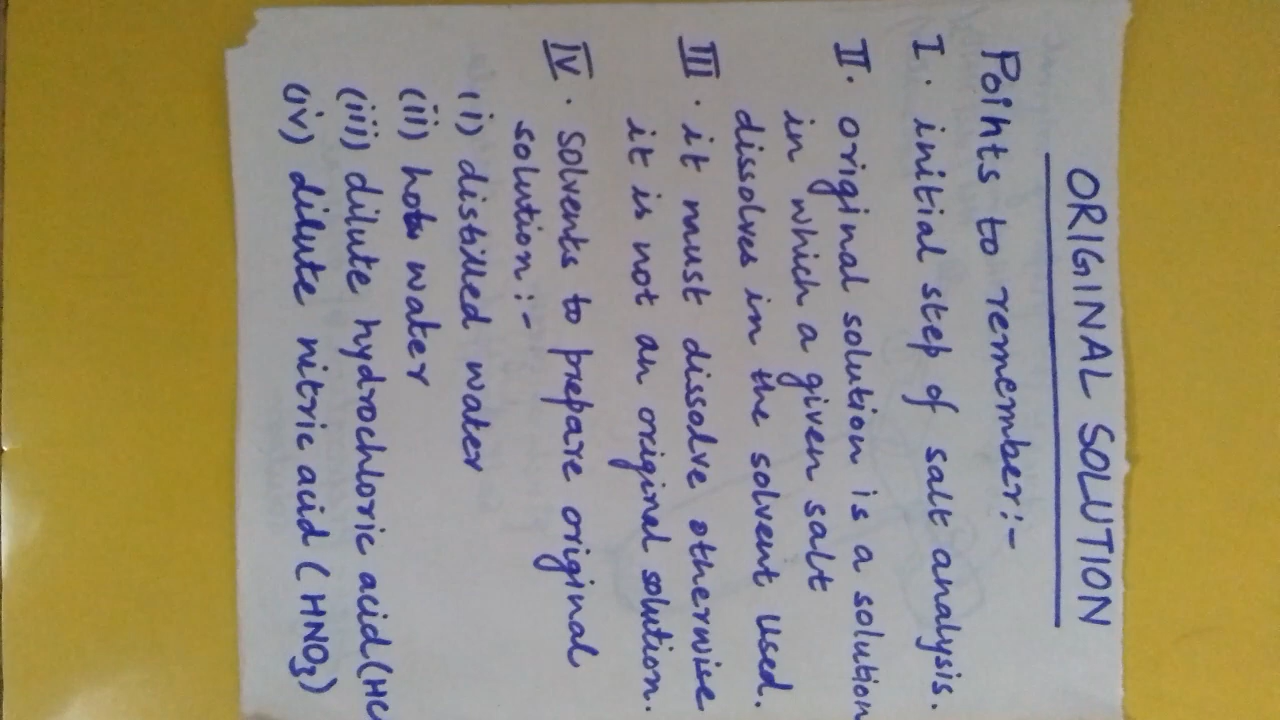 ORIGINAL SOLUTION
Points to remember:-
I. initial step of salt analysis.
II. original solution is a solution
in which a given salt
dissolves in the solvent used.
III. it must dissolve otherwise
it is not an original solution.
IV. solvents to prepare original
solution:-
(i) distilled water
(ii) hot water
(iii) dilute hydrochloric acid (HC
(iv) dilute nitric acid (HNO3)